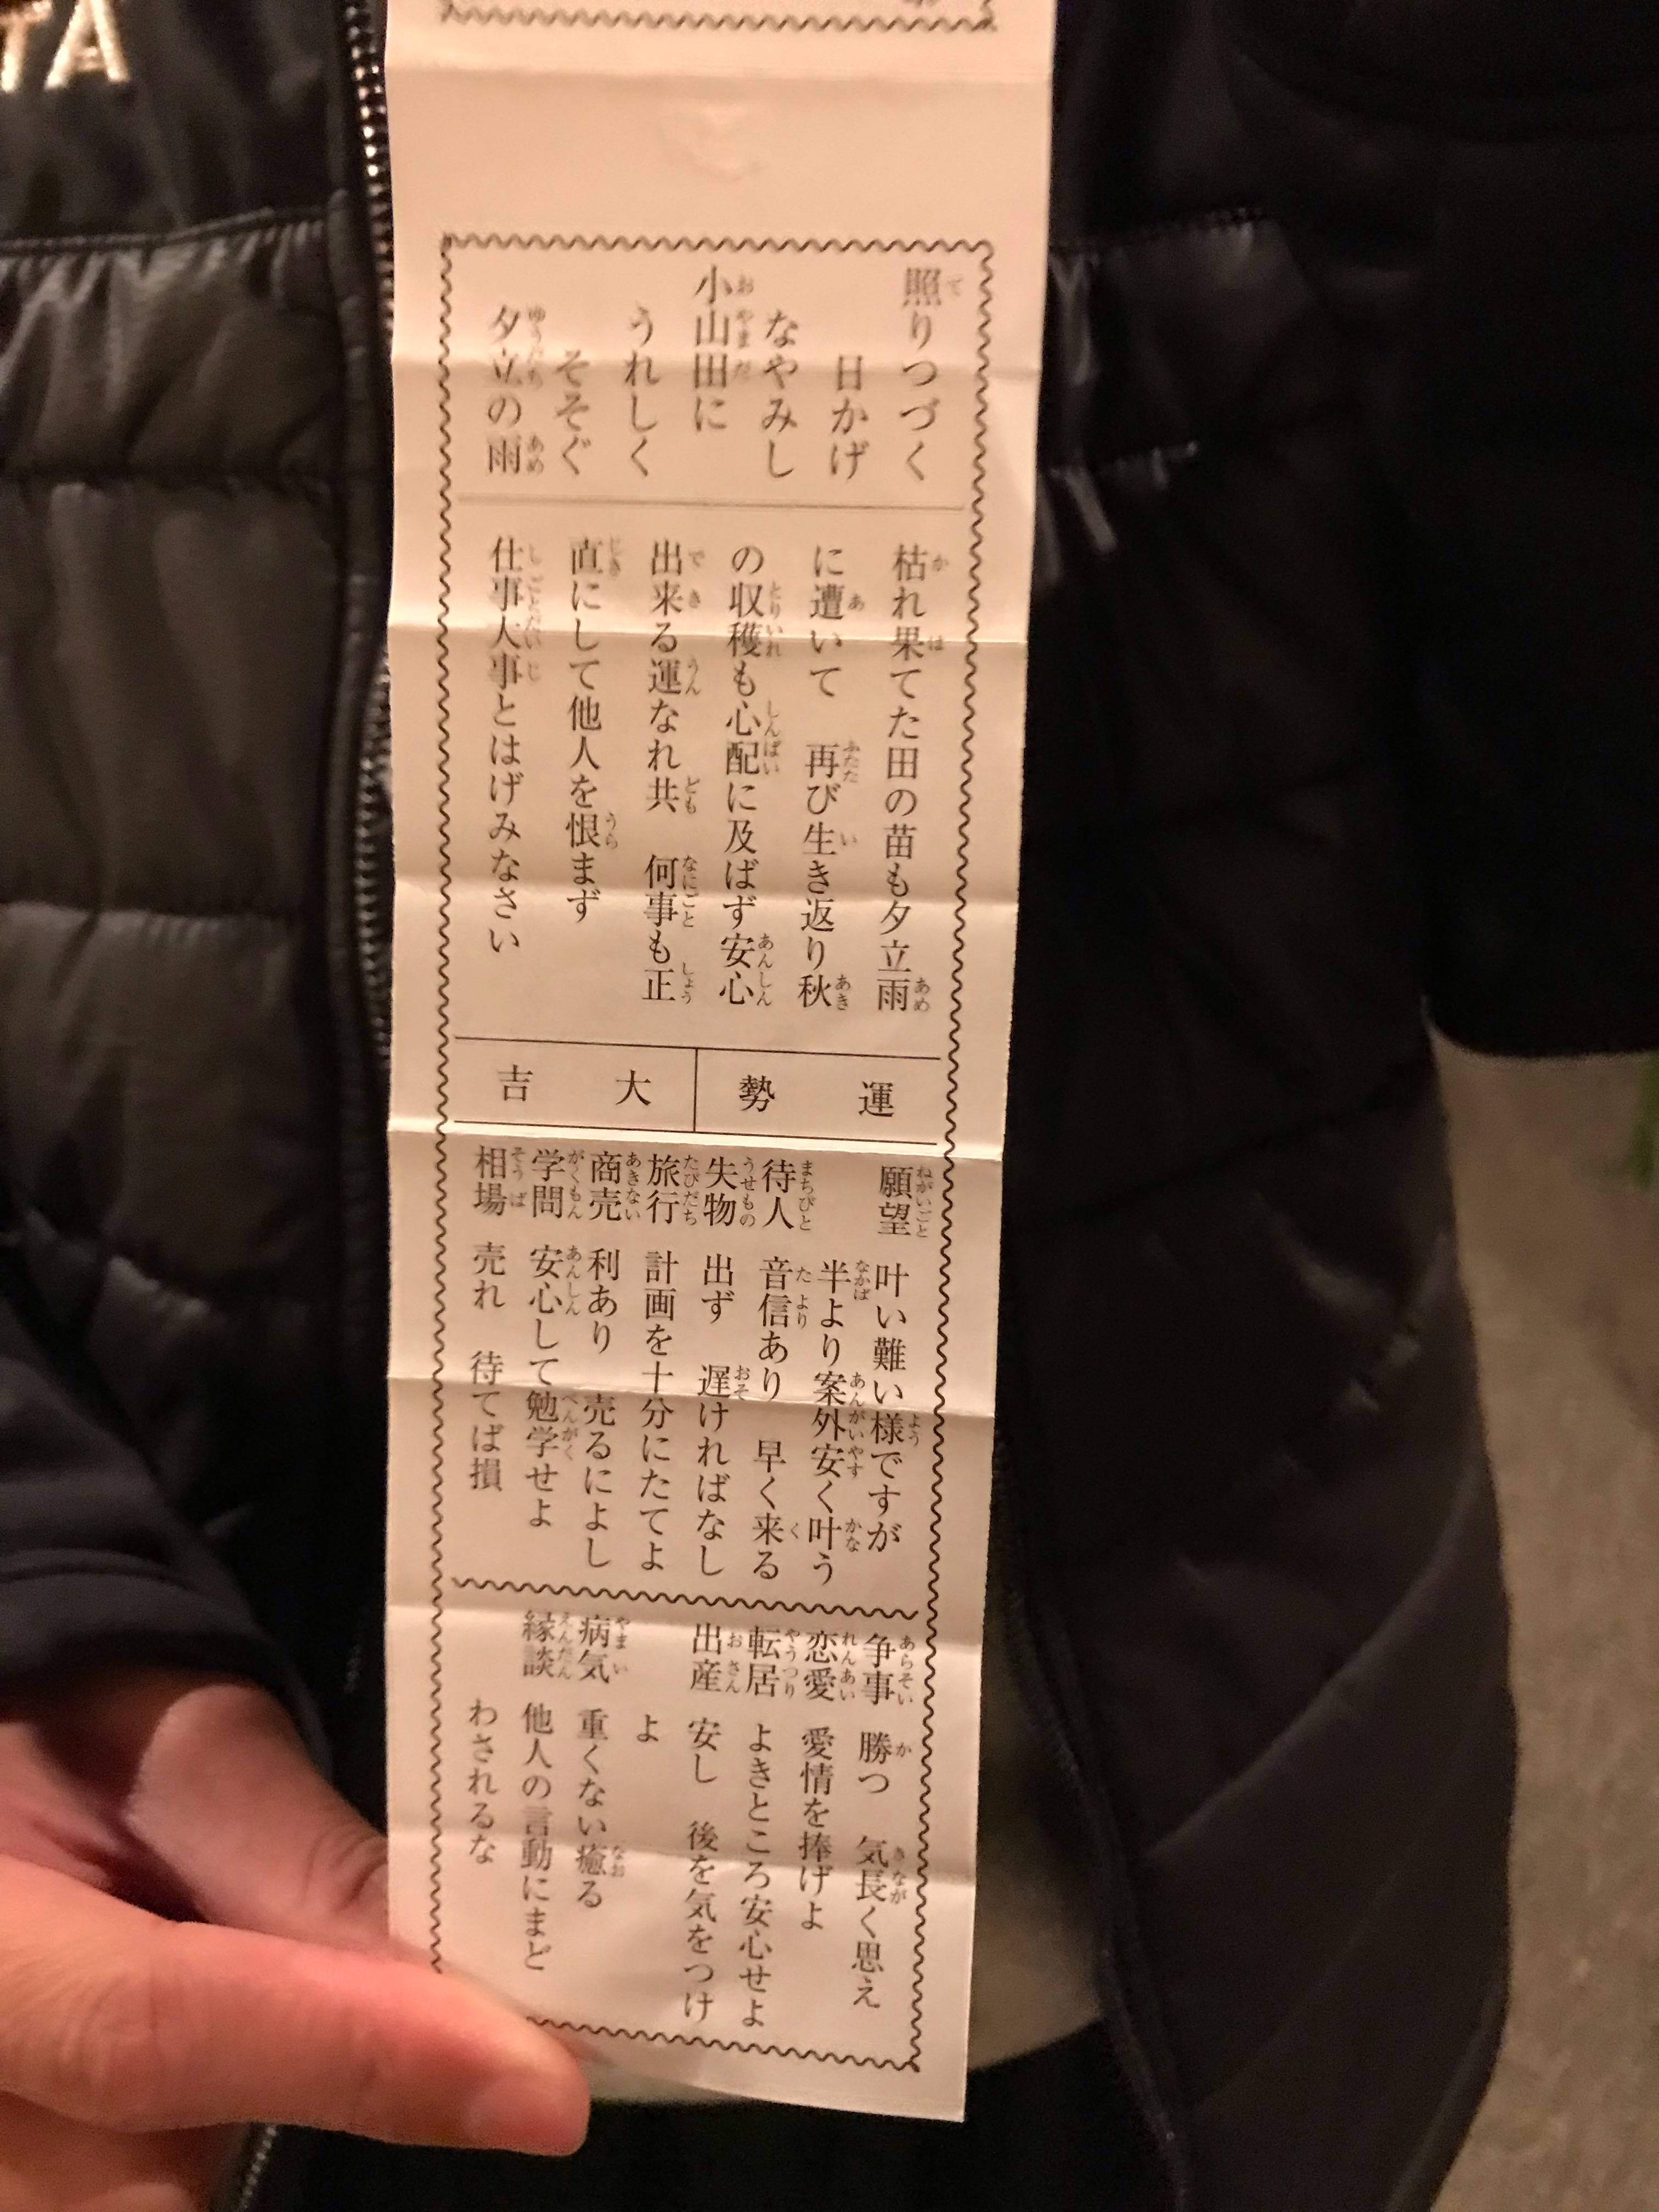 TA
照りつづく
日かげ
なやみし
小山田に
うれしく
そそぐ
夕立の雨
枯れ果てた田の苗も夕立雨
に遭いて　再び生き返り秋
の収穫も心配に及ばず安心
出来る運なれ共　何事も正
直にして他人を恨まず
仕事大事とはげみなさい
運勢
大吉
願望　叶い難い様ですが
半より案外安く叶う
待人　音信あり　早く来る
失物　出ず　遅ければなし
旅行　計画を十分にたてよ
商売　利あり　売るによし
学問　安心して勉学せよ
相場　売れ　待てば損
争事　勝つ　気長く思え
恋愛　愛情を捧げよ
転居　よきところ安心せよ
出産　安し　後を気をつけ
よ
病気　重くない癒る
縁談　他人の言動にまど
わされるな